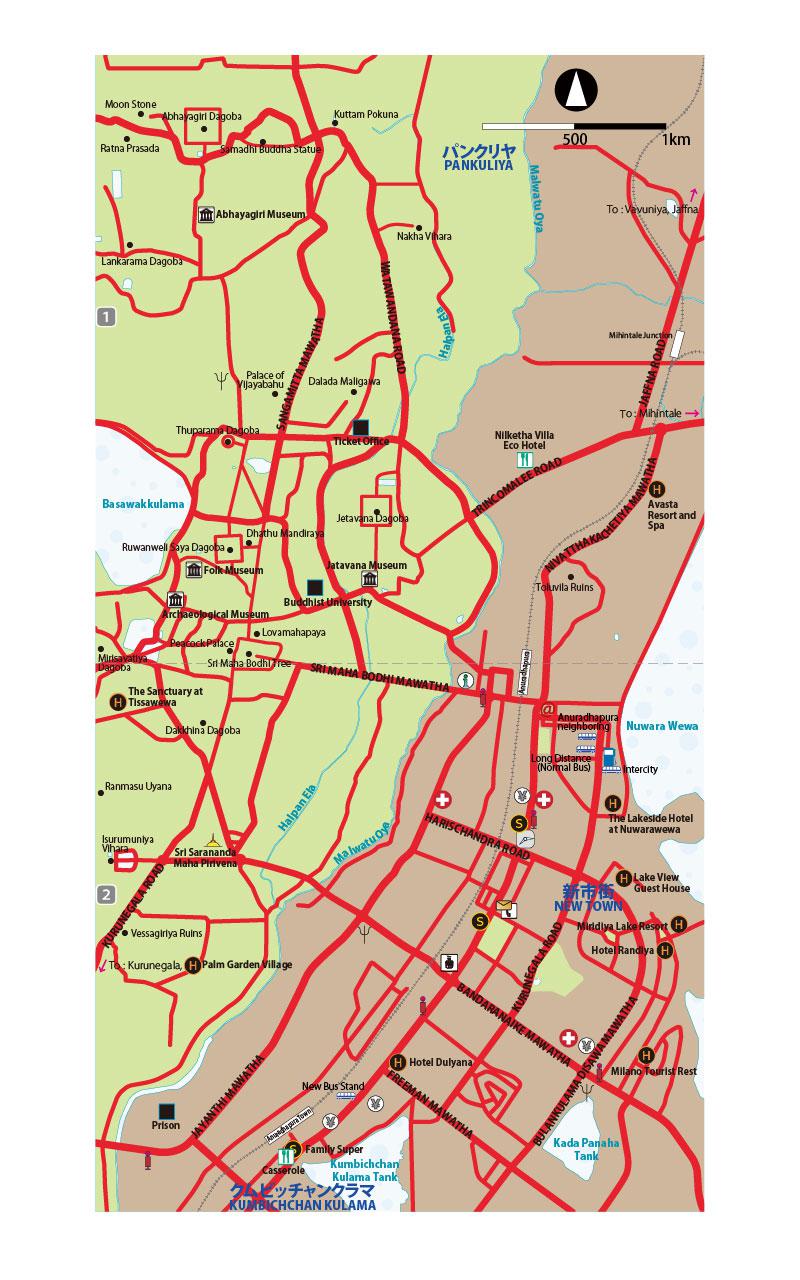 Moon Stone
Abhayagiri Dagoba
Kuttam Pokuna
Ratna Prasada
Samadhi Buddha Statue
パンクリヤ
PANKULIYA
500
1km
Malwatu Oya
To : Vavuniya, Jaffna
Abhayagiri Museum
Nakha Vihara
Lankarama Dagoba
WATAWANDANA ROAD
Halpan Ela
1
SANGAMITTA MAWATHA
Mihintale Junction
JAFFNA ROAD
Palace of
Vijayabahu
Dalada Maligawa
To : Mihintale
Thuparama Dagoba
Ticket Office
Nilketha Villa
Eco Hotel
TRINCOMALEE ROAD
NIVATTHAKACHETIYA MAWATHA
H
Avasta
Resort and
Spa
Basawakkulama
Jetavana Dagoba
Dhathu Mandiraya
Ruwanweli Saya Dagoba
Folk Museum
Jatavana Museum
Toluvila Ruins
Buddhist University
Archaeological Museum
Lovamahapaya
Peacock Palace
Mirisavatiya
Dagoba
Sri Maha Bodhi Tree
SRI MAHA BODHI MAWATHA
i
Anuradhapura
H
The Sanctuary at
Tissawewa
@
Anuradhapura
neighboring
Nuwara Wewa
Dakkhina Dagoba
Long Distance
(Normal Bus)
Intercity
Ranmasu Uyana
Halpan Ela
Malwatu Oya
H
The Lakeside Hotel
at Nuwarawewa
S
HARISCHANDRA ROAD
Isurumuniya
Vihara
Sri Sarananda
Maha Pirivena
H
Lake View
Guest House
2
新市街
NEW TOWN
KURUNEGALA ROAD
S
Miridiya Lake Resort
H
Vessagiriya Ruins
Hotel Randiya
H
KURUNEGALA ROAD
To : Kurunegala,
H
Palm Garden Village
BANDARANAIKE MAWATHA
BULANKULAMA DISAWA MAWATHA
H
Hotel Dulyana
H
Milano Tourist Rest
FREEMAN MAWATHA
New Bus Stand
JAYANTHI MAWATHA
Prison
Anuradhapura Town
S
Family Super
Casserole
Kumbichchan
Kulama Tank
Kada Panaha
Tank
クムビッチャンクラマ
KUMBICHCHAN KULAMA